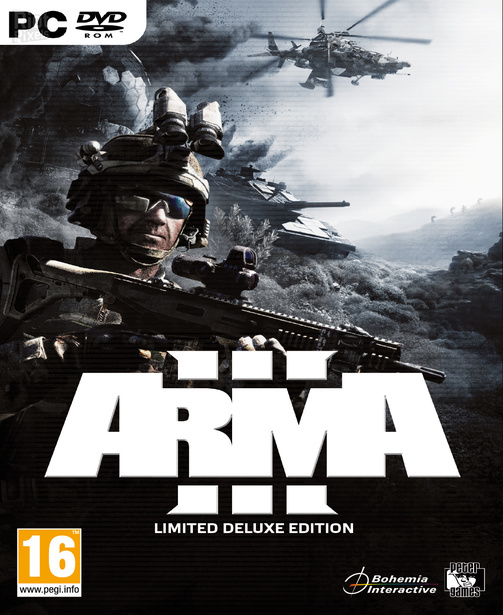 PC DVD
ROM
ARMA
III
LIMITED DELUXE EDITION
16
www.pegi.info
Bohemia
Interactive
peter
games